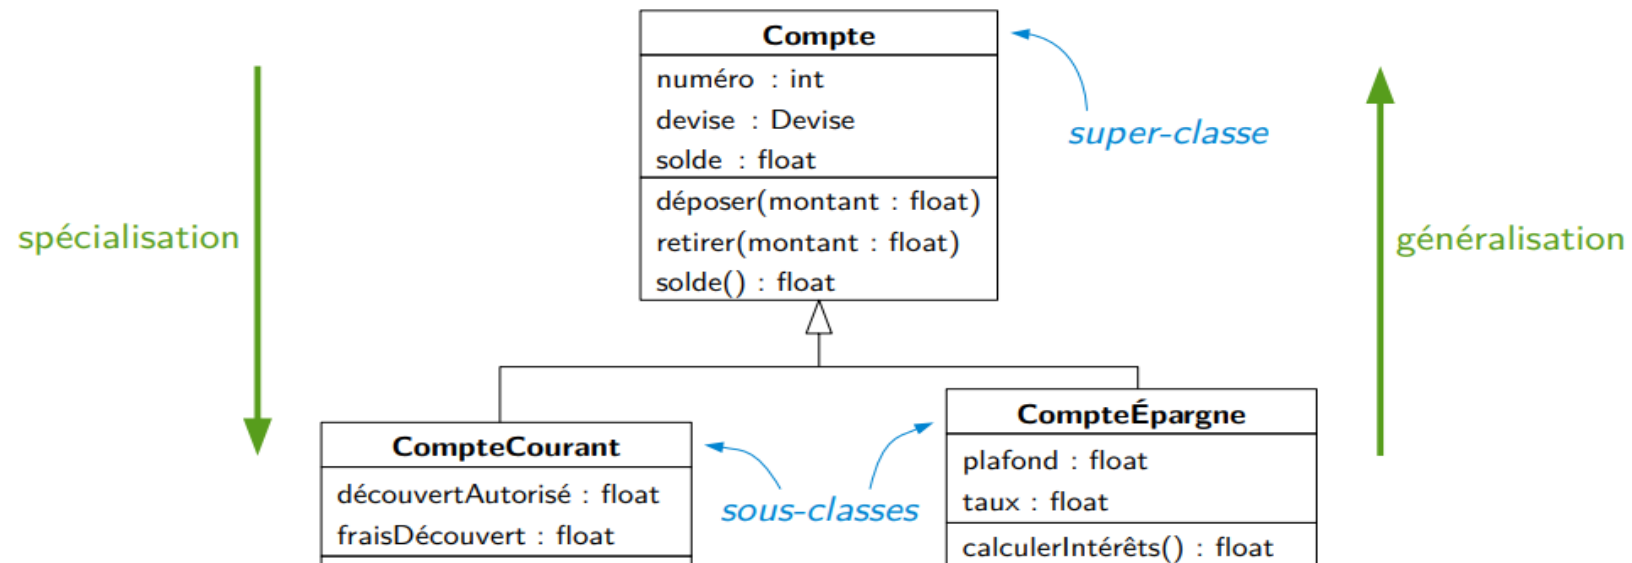 Compte
numéro : int
devise : Devise
solde : float
super-classe
déposer(montant : float)
retirer(montant : float)
solde() : float
spécialisation
généralisation
CompteCourant
découvertAutorisé : float
fraisDécouvert : float
sous-classes
CompteÉpargne
plafond : float
taux : float
calculerIntérêts() : float